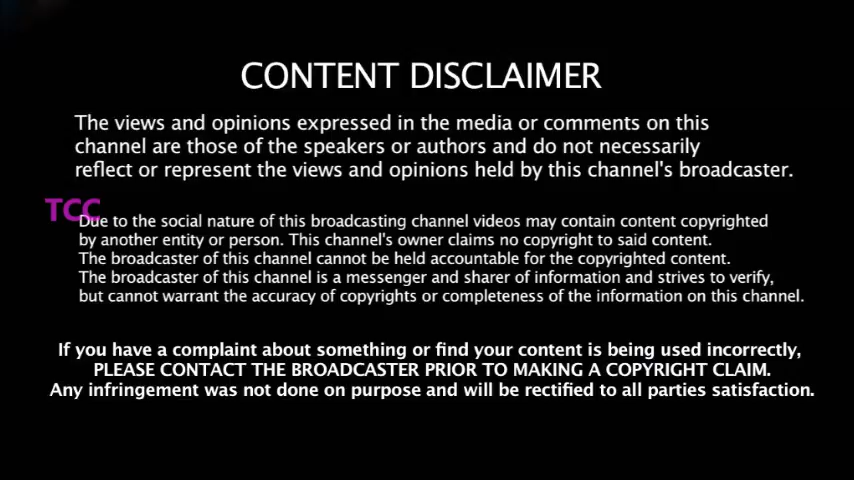 CONTENT DISCLAIMER
The views and opinions expressed in the media or comments on this
channel are those of the speakers or authors and do not necessarily
reflect or represent the views and opinions held by this channel's broadcaster.
TCC
Due to the social nature of this broadcasting channel videos may contain content copyrighted
by another entity or person. This channel's owner claims no copyright to said content.
The broadcaster of this channel cannot be held accountable for the copyrighted content.
The broadcaster of this channel is a messenger and sharer of information and strives to verify,
but cannot warrant the accuracy of copyrights or completeness of the information on this channel.
If you have a complaint about something or find your content is being used incorrectly,
PLEASE CONTACT THE BROADCASTER PRIOR TO MAKING A COPYRIGHT CLAIM.
Any infringement was not done on purpose and will be rectified to all parties satisfaction.